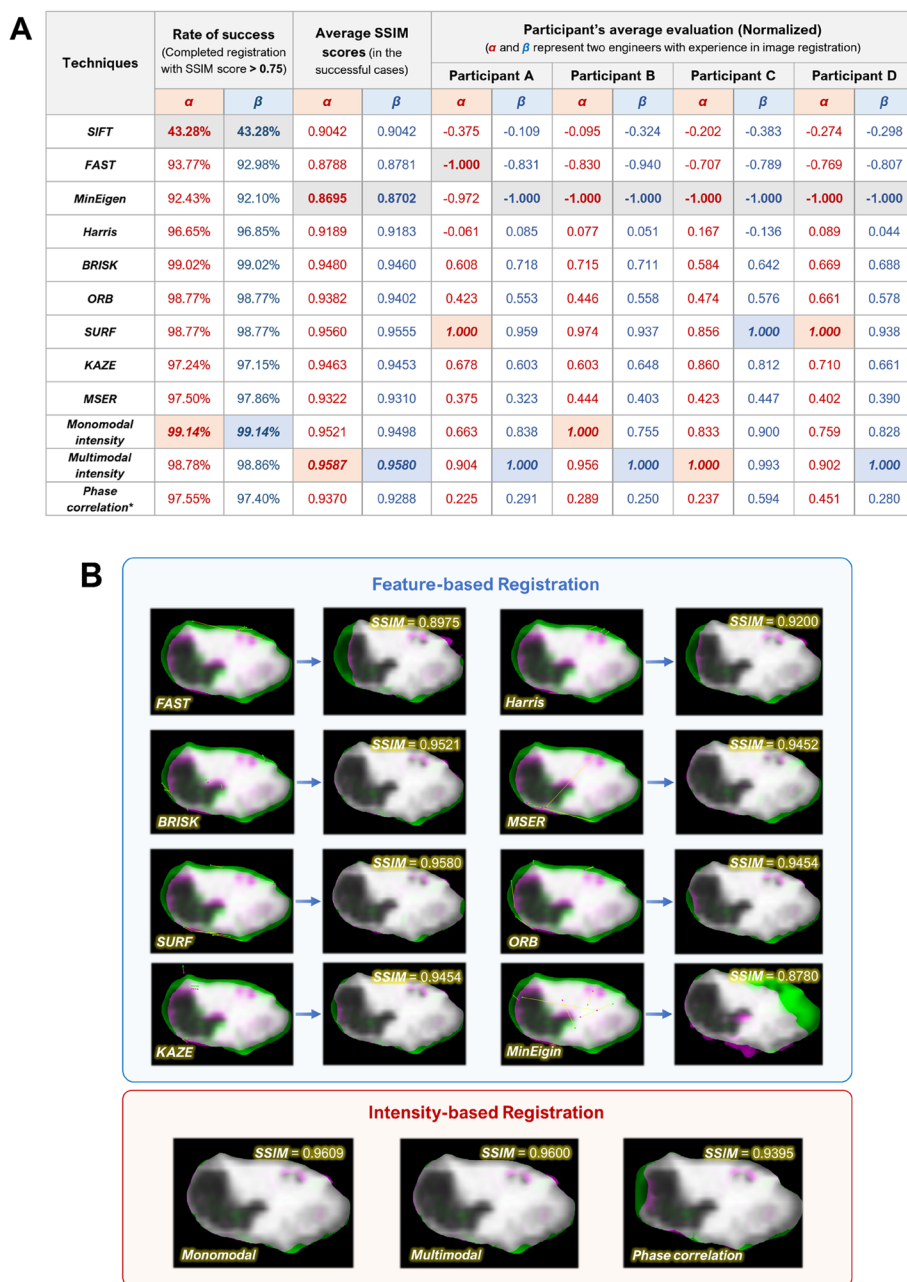 A
Techniques
Rate of success
(Completed registration
with SSIM score > 0.75)
Average SSIM
scores (in the
successful cases)
Participant's average evaluation (Normalized)
(α and β represent two engineers with experience in image registration)
Participant A Participant B Participant C Participant D
α β α β α β α β α β α β
SIFT 43.28% 43.28% 0.9042 0.9042 -0.375 -0.109 -0.095 -0.324 -0.202 -0.383 -0.274 -0.298
FAST 93.77% 92.98% 0.8788 0.8781 -1.000 -0.831 -0.830 -0.940 -0.707 -0.789 -0.769 -0.807
MinEigen 92.43% 92.10% 0.8695 0.8702 -0.972 -1.000 -1.000 -1.000 -1.000 -1.000 -1.000 -1.000
Harris 96.65% 96.85% 0.9189 0.9183 -0.061 0.085 0.077 0.051 0.167 -0.136 0.089 0.044
BRISK 99.02% 99.02% 0.9480 0.9460 0.608 0.718 0.715 0.711 0.584 0.642 0.669 0.688
ORB 98.77% 98.77% 0.9382 0.9402 0.423 0.553 0.446 0.558 0.474 0.576 0.661 0.578
SURF 98.77% 98.77% 0.9560 0.9555 1.000 0.959 0.974 0.937 0.856 1.000 1.000 0.938
KAZE 97.24% 97.15% 0.9463 0.9453 0.678 0.603 0.603 0.648 0.860 0.812 0.710 0.661
MSER 97.50% 97.86% 0.9322 0.9310 0.375 0.323 0.444 0.403 0.423 0.447 0.402 0.390
Monomodal
intensity 99.14% 99.14% 0.9521 0.9498 0.663 0.838 1.000 0.755 0.833 0.900 0.759 0.828
Multimodal
intensity 98.78% 98.86% 0.9587 0.9580 0.904 1.000 0.956 1.000 1.000 0.993 0.902 1.000
Phase
correlation* 97.55% 97.40% 0.9370 0.9288 0.225 0.291 0.289 0.250 0.237 0.594 0.451 0.280
B
Feature-based Registration
FAST SSIM = 0.8975 Harris SSIM = 0.9200
BRISK SSIM = 0.9521 MSER SSIM = 0.9452
SURF SSIM = 0.9580 ORB SSIM = 0.9454
KAZE SSIM = 0.9454 MinEigin SSIM = 0.8780
Intensity-based Registration
SSIM = 0.9609 SSIM = 0.9600 SSIM = 0.9395
Monomodal Multimodal Phase correlation